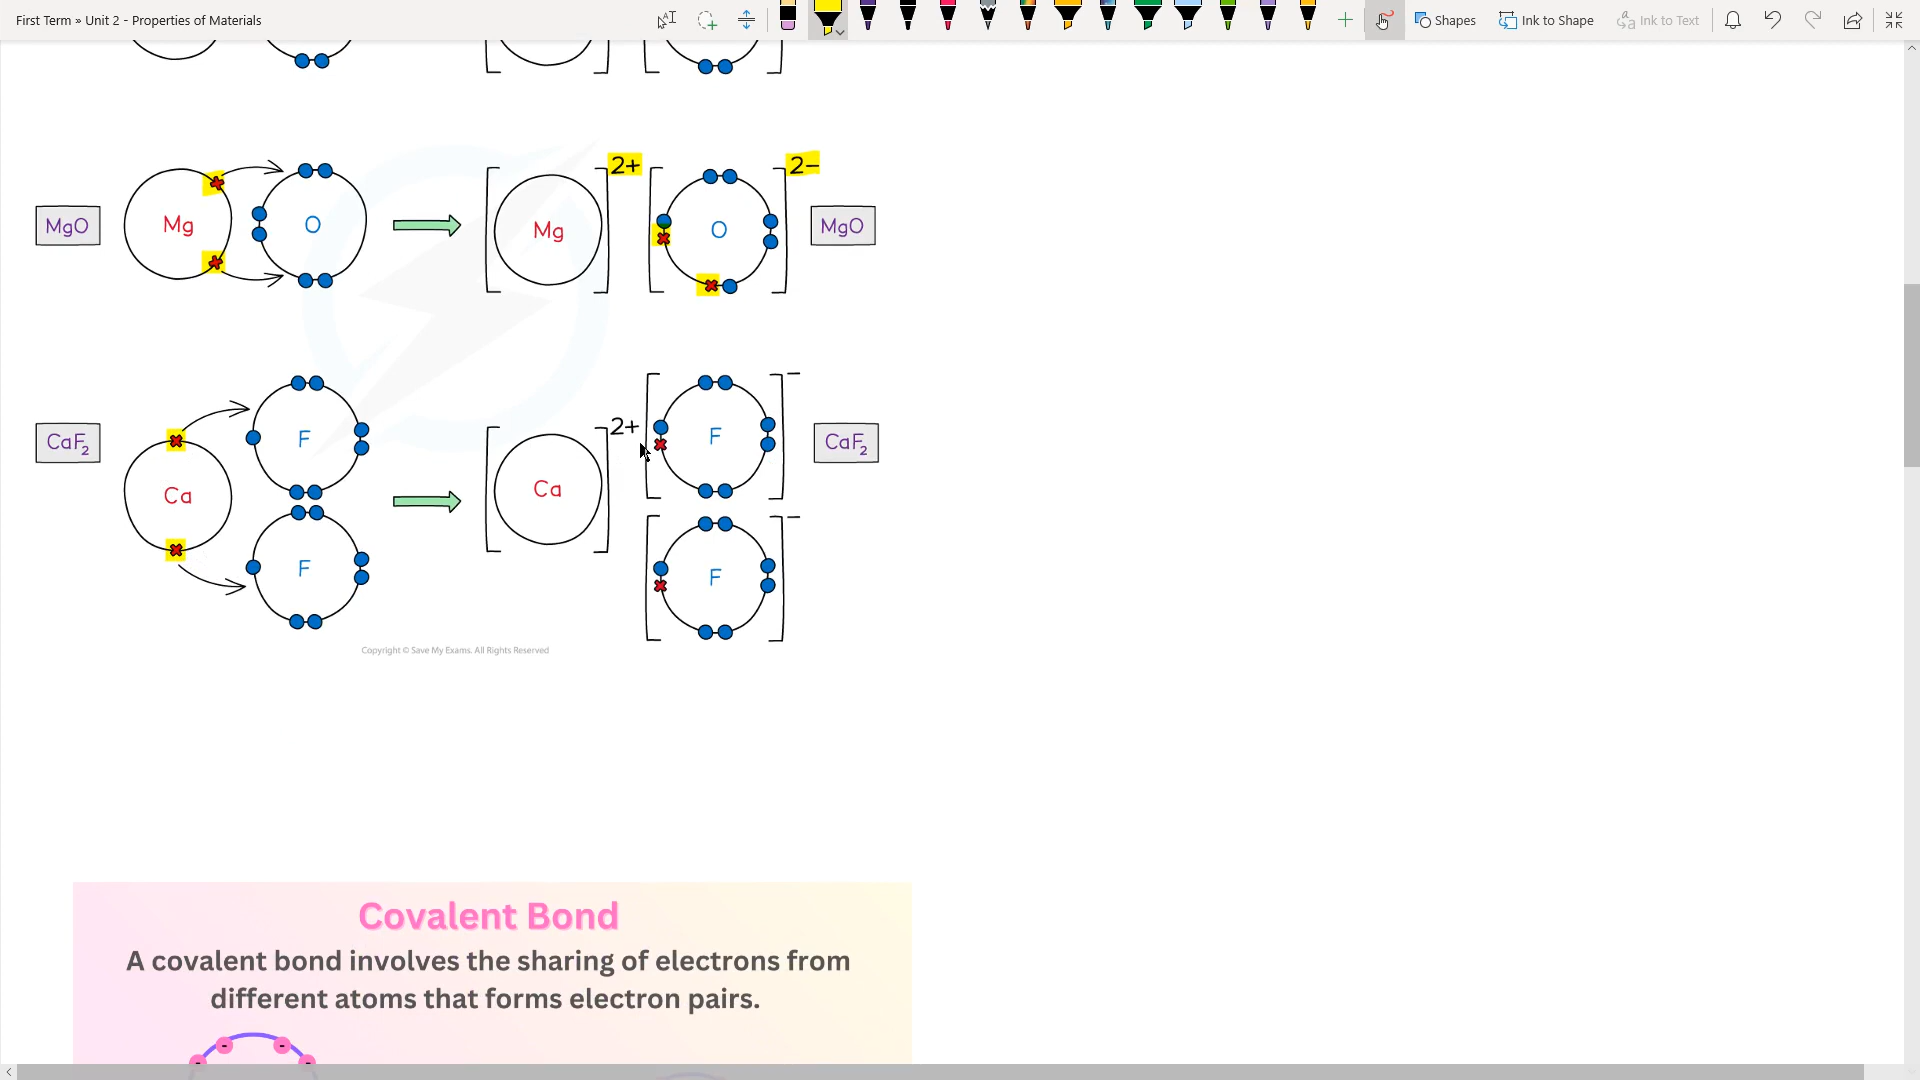 First Term » Unit 2 - Properties of Materials
Shapes
Ink to Shape
Ink to Text
2+
2−
MgO
Mg
O
Mg
O
MgO
CaF2
Ca
F
F
2+
Ca
F
−
F
−
CaF2
Copyright © Save My Exams. All Rights Reserved
Covalent Bond
A covalent bond involves the sharing of electrons from
different atoms that forms electron pairs.
- -
- -